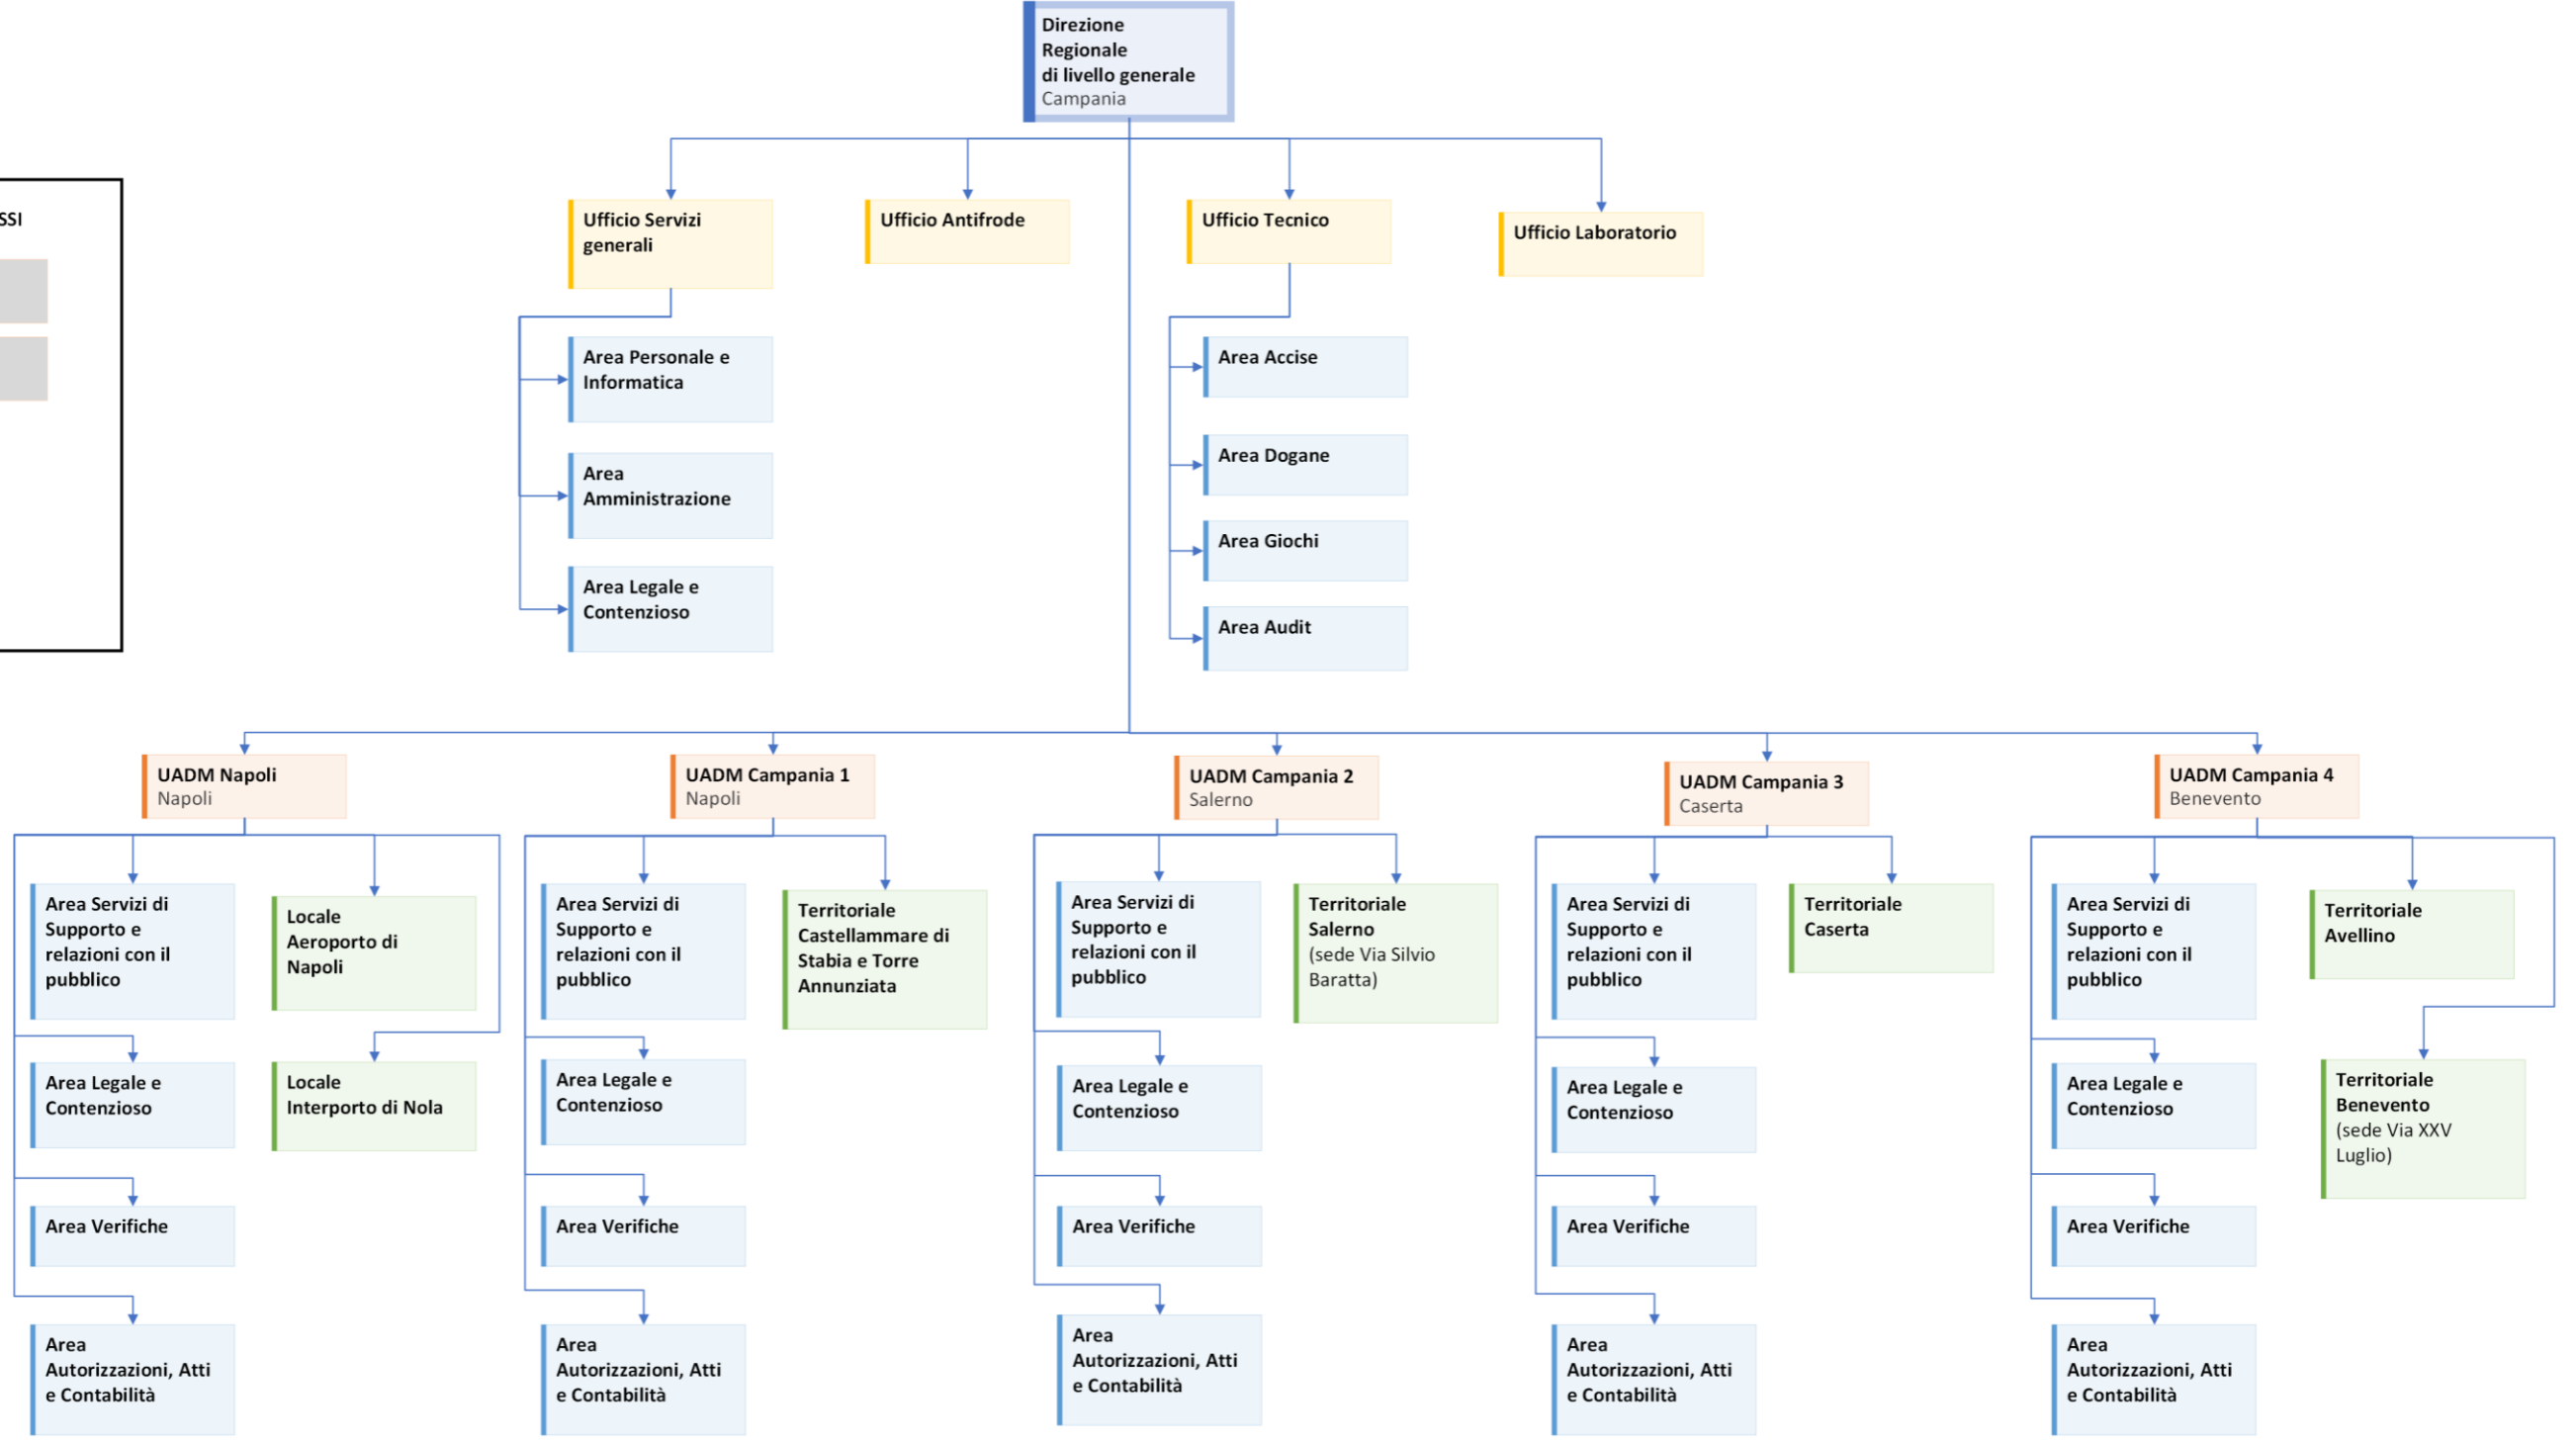 Direzione
Regionale
di livello generale
Campania
SSI
Ufficio Servizi
generali
Ufficio Antifrode
Ufficio Tecnico
Ufficio Laboratorio
Area Personale e
Informatica
Area
Amministrazione
Area Legale e
Contenzioso
Area Accise
Area Dogane
Area Giochi
Area Audit
UADM Napoli
Napoli
Area Servizi di
Supporto e
relazioni con il
pubblico
Area Legale e
Contenzioso
Area Verifiche
Area
Autorizzazioni, Atti
e Contabilità
Locale
Aeroporto di
Napoli
Locale
Interporto di Nola
UADM Campania 1
Napoli
Area Servizi di
Supporto e
relazioni con il
pubblico
Area Legale e
Contenzioso
Area Verifiche
Area
Autorizzazioni, Atti
e Contabilità
Territoriale
Castellammare di
Stabia e Torre
Annunziata
UADM Campania 2
Salerno
Area Servizi di
Supporto e
relazioni con il
pubblico
Area Legale e
Contenzioso
Area Verifiche
Area
Autorizzazioni, Atti
e Contabilità
Territoriale
Salerno
(sede Via Silvio
Baratta)
UADM Campania 3
Caserta
Area Servizi di
Supporto e
relazioni con il
pubblico
Area Legale e
Contenzioso
Area Verifiche
Area
Autorizzazioni, Atti
e Contabilità
Territoriale
Caserta
UADM Campania 4
Benevento
Area Servizi di
Supporto e
relazioni con il
pubblico
Area Legale e
Contenzioso
Area Verifiche
Area
Autorizzazioni, Atti
e Contabilità
Territoriale
Avellino
Territoriale
Benevento
(sede Via XXV
Luglio)